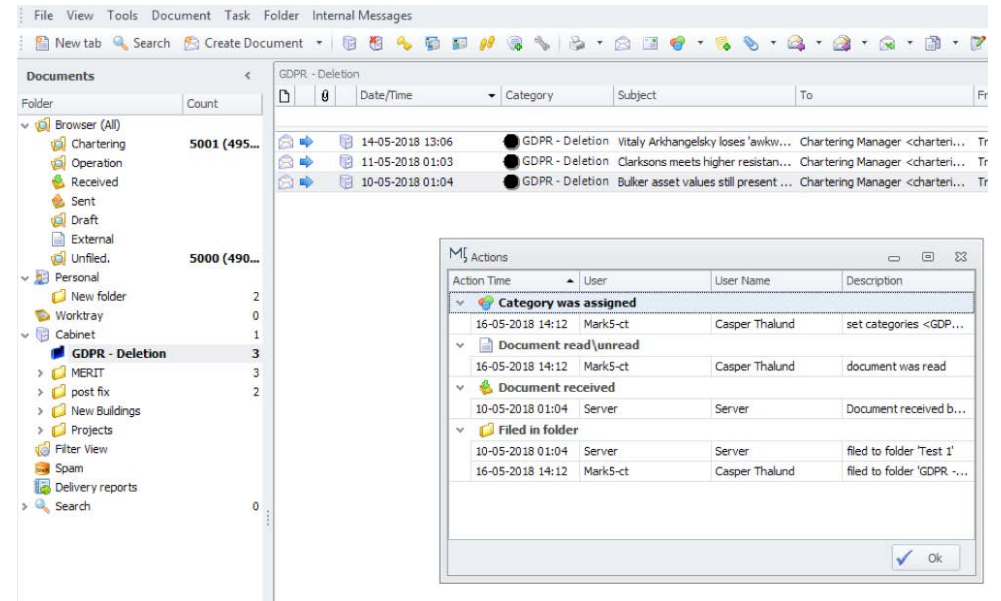 File View Tools Document Task Folder Internal Messages
New tab Search Create Document
Documents
Folder Count
Browser (All)
Chartering 5001 (495...
Operation
Received
Sent
Draft
External
Unfiled. 5000 (490...
Personal
New folder 2
Worktray 0
Cabinet 1
GDPR - Deletion 3
MERIT 3
post fix 2
New Buildings
Projects
Filter View
Spam
Delivery reports
Search 0
GDPR - Deletion
Date/Time Category Subject To Fr
14-05-2018 13:06 GDPR - Deletion Vitaly Arkhangelsky loses 'awkw... Chartering Manager <charteri... Tr
11-05-2018 01:03 GDPR - Deletion Clarksons meets higher resistan... Chartering Manager <charteri... Tr
10-05-2018 01:04 GDPR - Deletion Bulker asset values still present ... Chartering Manager <charteri... Tr
Actions
Action Time User User Name Description
Category was assigned
16-05-2018 14:12 Mark5-ct Casper Thalund set categories <GDP...
Document read\unread
16-05-2018 14:12 Mark5-ct Casper Thalund document was read
Document received
10-05-2018 01:04 Server Server Document received b...
Filed in folder
10-05-2018 01:04 Server Server filed to folder 'Test 1'
16-05-2018 14:12 Mark5-ct Casper Thalund filed to folder 'GDPR -...
Ok